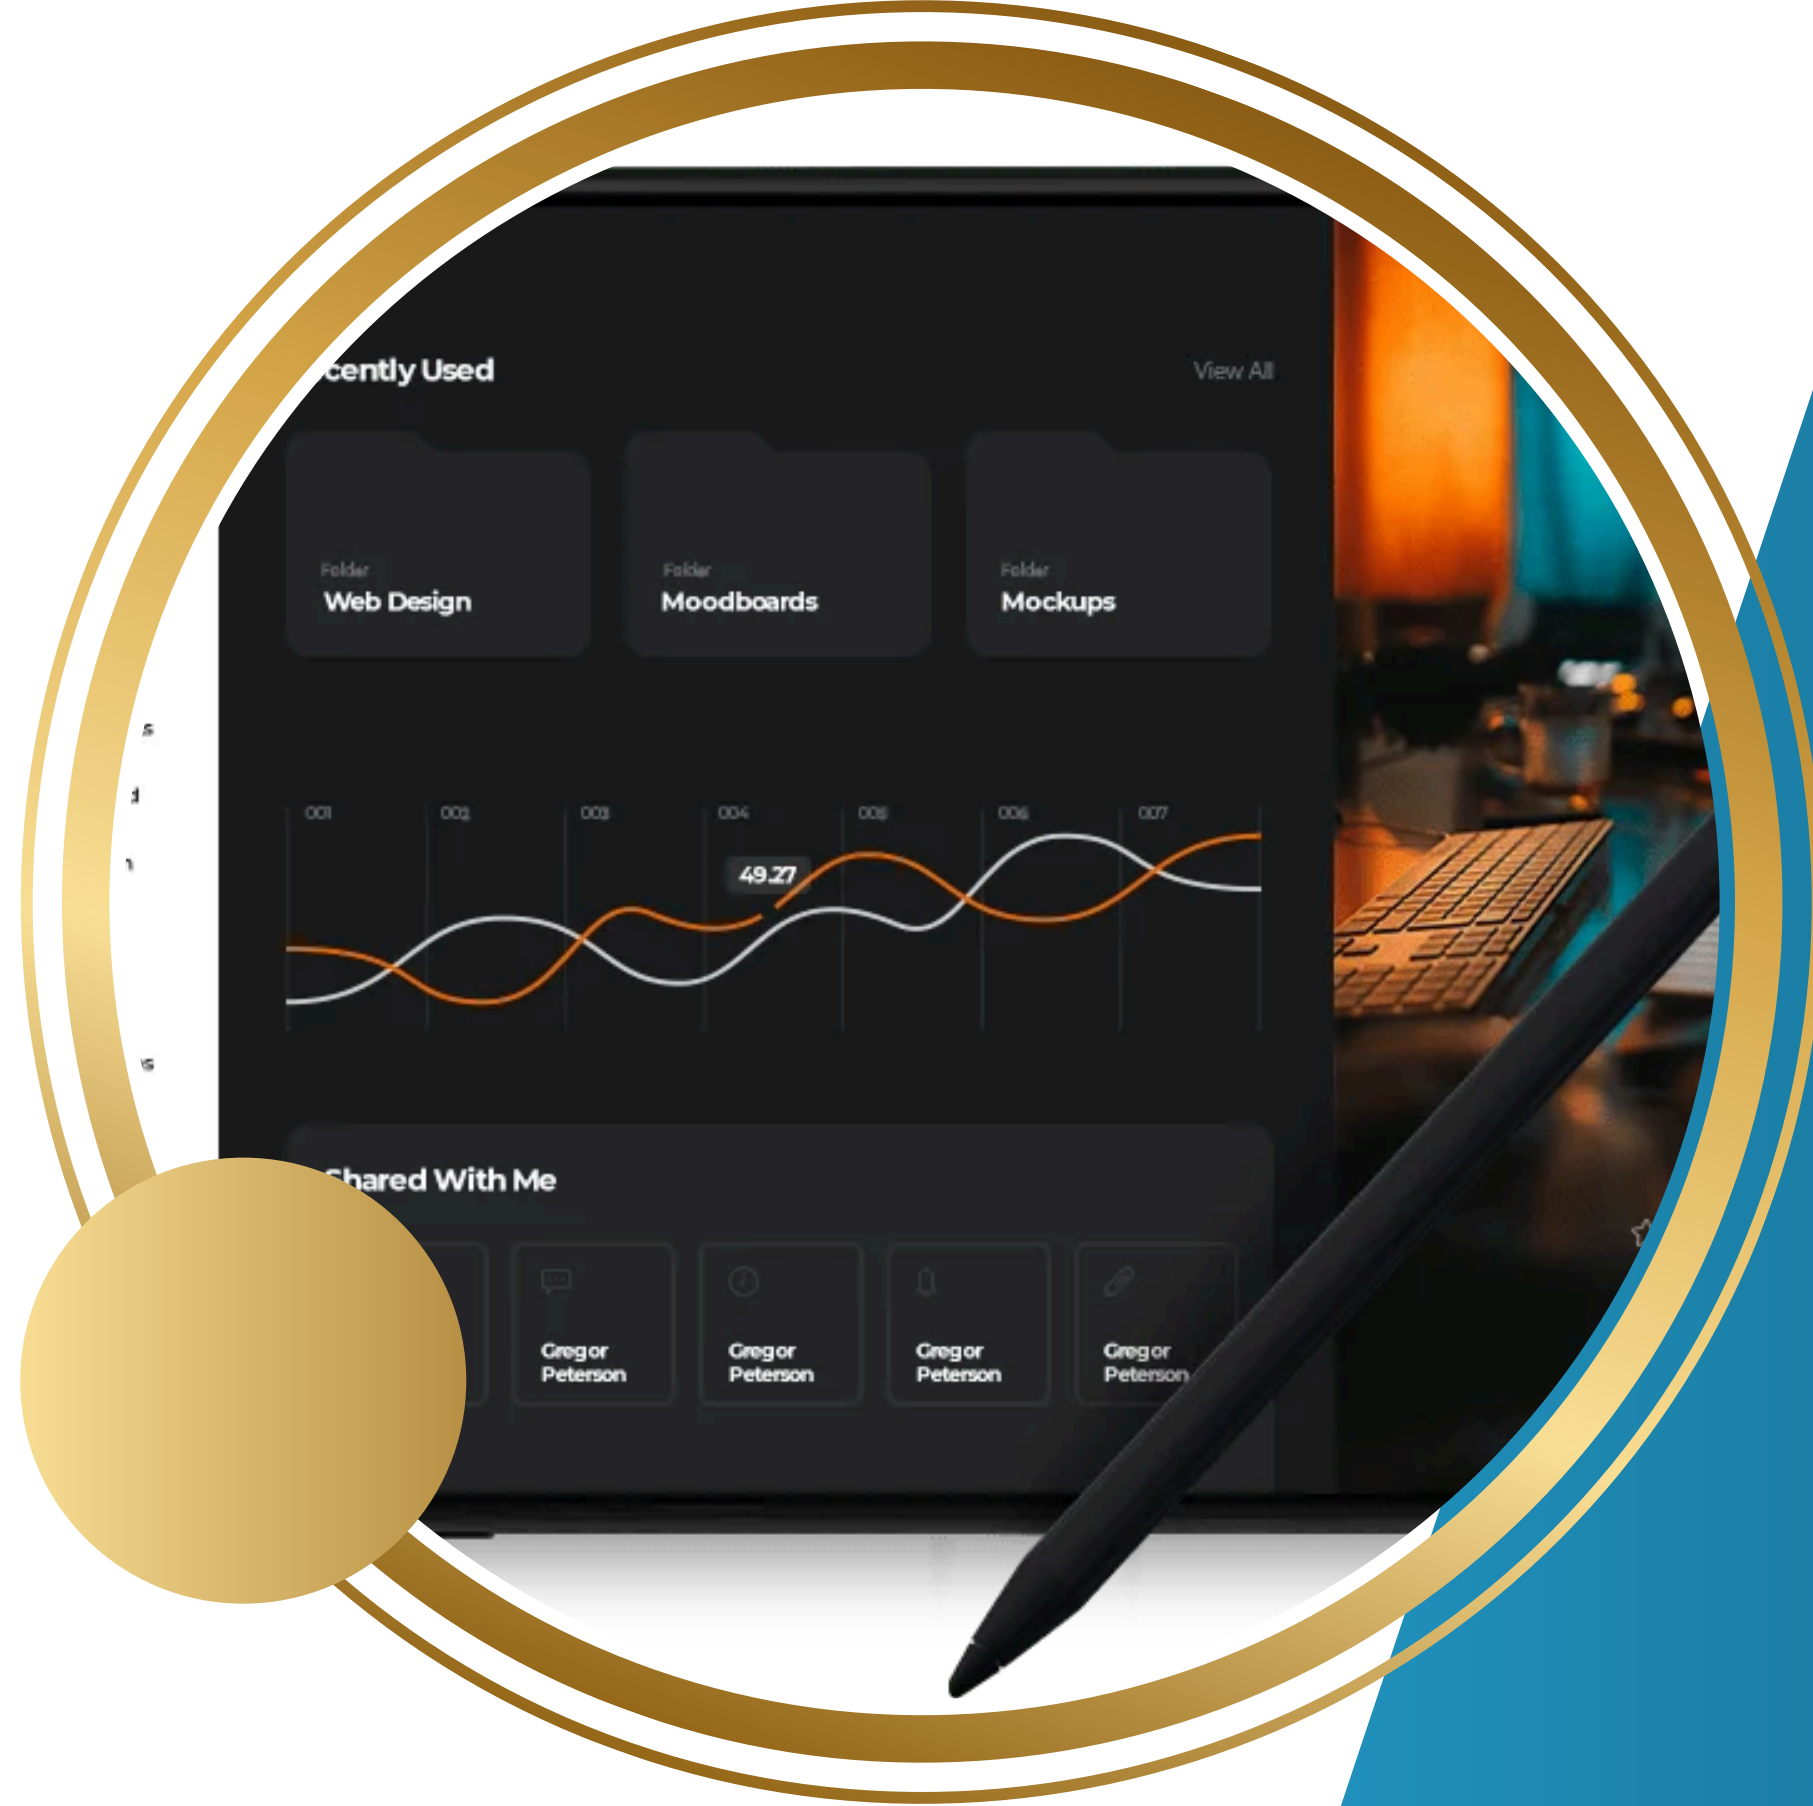 cently Used
View All
Folder
Web Design
Folder
Moodboards
Folder
Mockups
001 002 003 004 005 006 007
49.27
Shared With Me
Gregor
Peterson
Gregor
Peterson
Gregor
Peterson
Gregor
Peterson